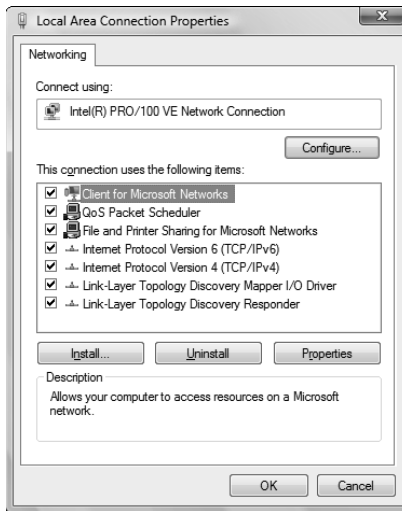 Local Area Connection Properties
Networking
Connect using:
Intel(R) PRO/100 VE Network Connection
Configure...
This connection uses the following items:
Client for Microsoft Networks
QoS Packet Scheduler
File and Printer Sharing for Microsoft Networks
Internet Protocol Version 6 (TCP/IPv6)
Internet Protocol Version 4 (TCP/IPv4)
Link-Layer Topology Discovery Mapper I/O Driver
Link-Layer Topology Discovery Responder
Install... Uninstall Properties
Description
Allows your computer to access resources on a Microsoft
network.
OK Cancel